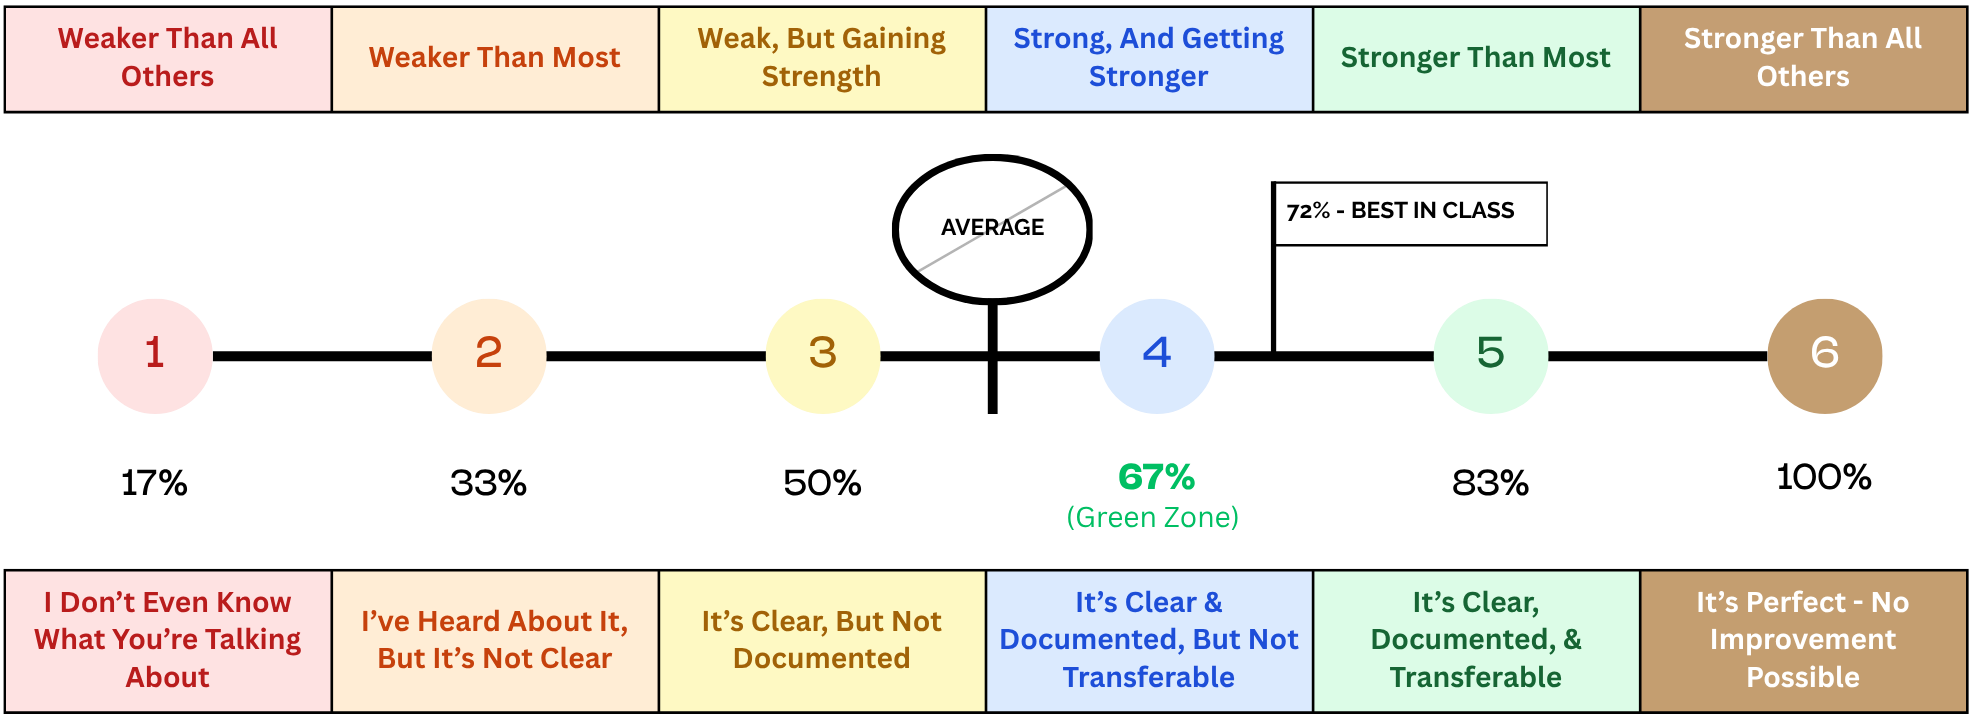 Weaker Than All
Others
Weaker Than Most
Weak, But Gaining
Strength
Strong, And Getting
Stronger
Stronger Than Most
Stronger Than All
Others
AVERAGE
72% - BEST IN CLASS
1
2
3
4
5
6
17%
33%
50%
67%
(Green Zone)
83%
100%
I Don’t Even Know
What You’re Talking
About
I’ve Heard About It,
But It’s Not Clear
It’s Clear, But Not
Documented
It’s Clear &
Documented, But Not
Transferable
It’s Clear,
Documented, &
Transferable
It’s Perfect - No
Improvement
Possible